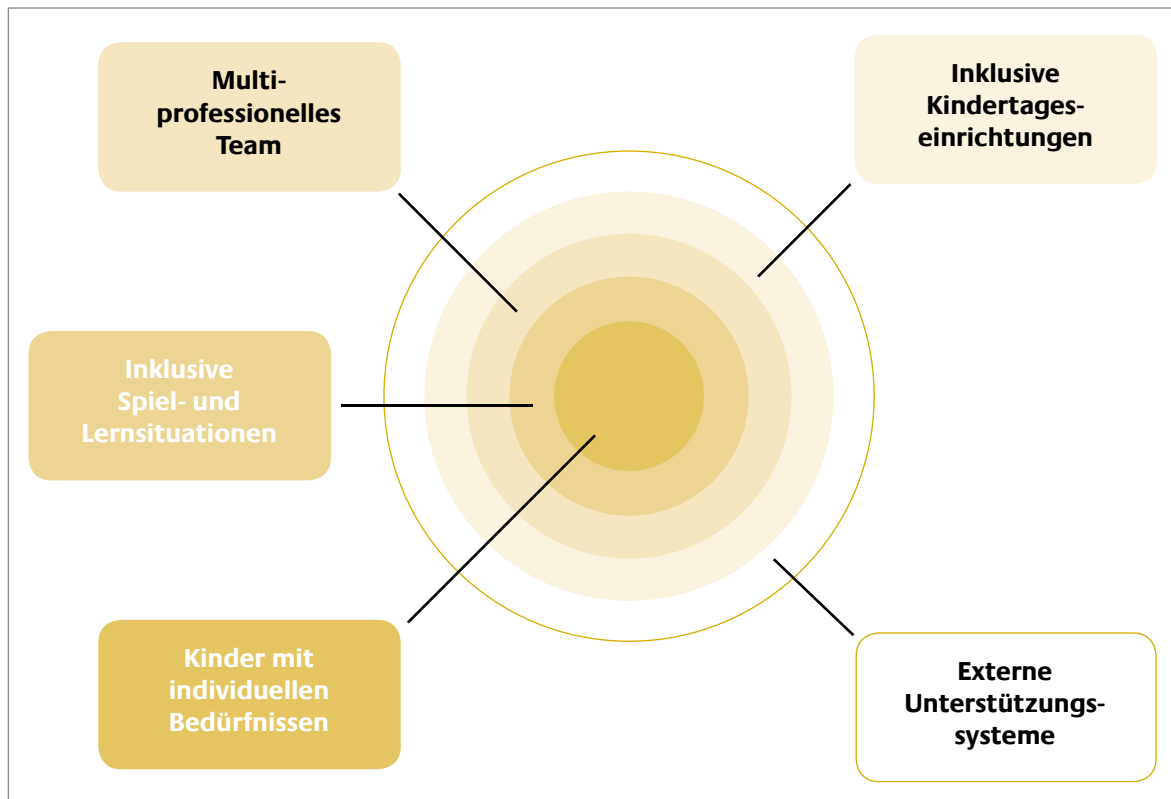 Multi-
professionelles
Team
Inklusive
Kindertages-
einrichtungen
Inklusive
Spiel- und
Lernsituationen
Kinder mit
individuellen
Bedürfnissen
Externe
Unterstützungs-
systeme